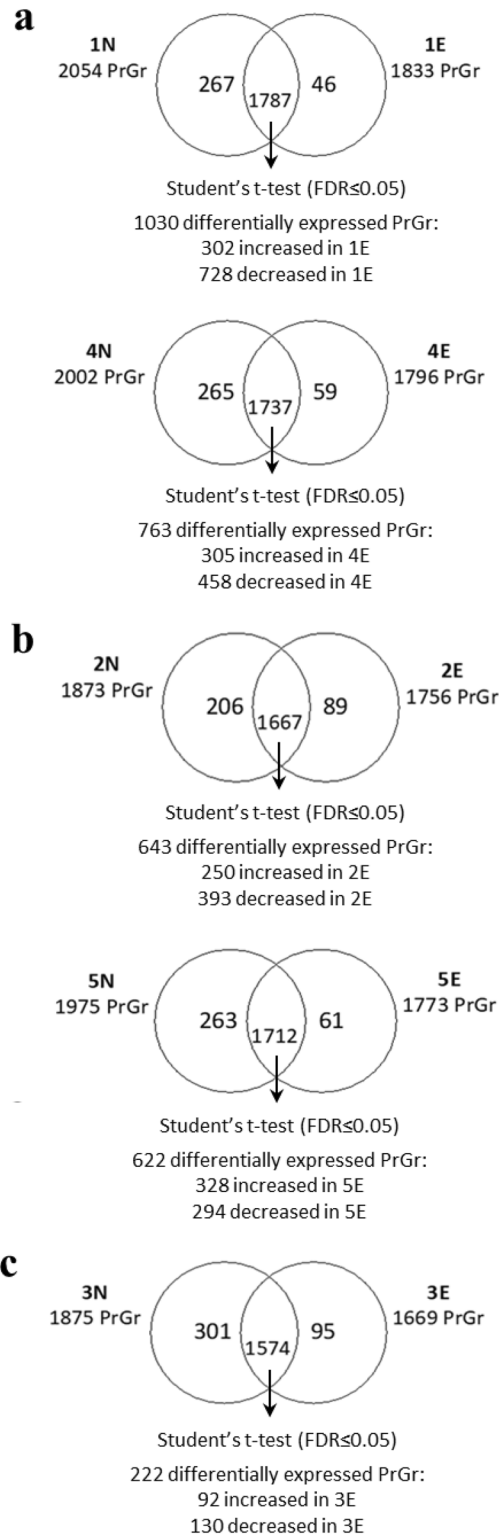 a
1N
2054 PrGr
267
1787
46
1E
1833 PrGr
Student's t-test (FDR≤0.05)
1030 differentially expressed PrGr:
302 increased in 1E
728 decreased in 1E
4N
2002 PrGr
265
1737
59
4E
1796 PrGr
Student's t-test (FDR≤0.05)
763 differentially expressed PrGr:
305 increased in 4E
458 decreased in 4E
b
2N
1873 PrGr
206
1667
89
2E
1756 PrGr
Student's t-test (FDR≤0.05)
643 differentially expressed PrGr:
250 increased in 2E
393 decreased in 2E
5N
1975 PrGr
263
1712
61
5E
1773 PrGr
Student's t-test (FDR≤0.05)
622 differentially expressed PrGr:
328 increased in 5E
294 decreased in 5E
c
3N
1875 PrGr
301
1574
95
3E
1669 PrGr
Student's t-test (FDR≤0.05)
222 differentially expressed PrGr:
92 increased in 3E
130 decreased in 3E